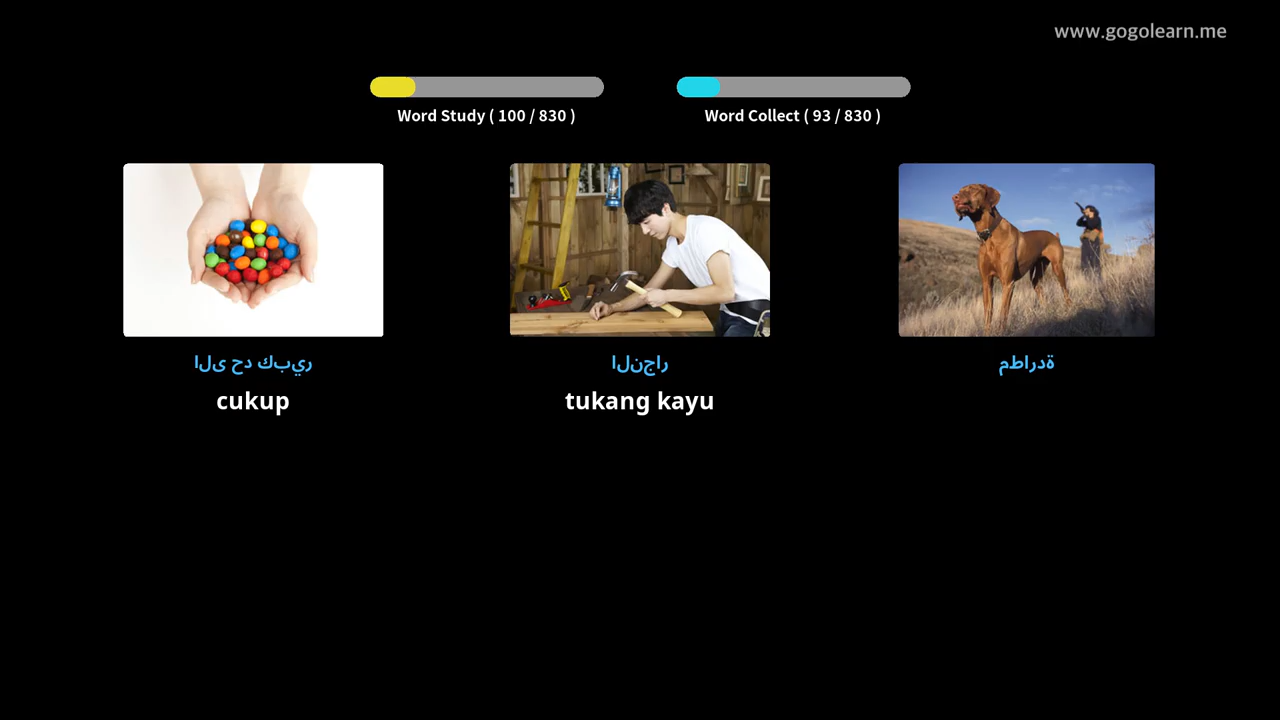 www.gogolearn.me
Word Study ( 100 / 830 )
Word Collect ( 93 / 830 )
الى حد كبير
cukup
النجار
tukang kayu
مطاردة